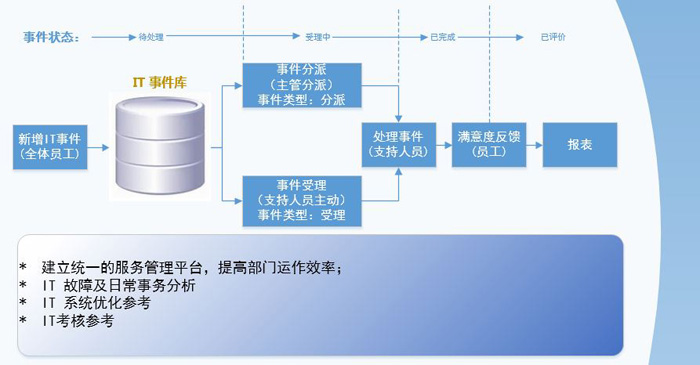 事件状态：
待处理
受理中
已完成
已评价
IT 事件库
新增IT事件
(全体员工)
事件分派
（主管分派）
事件类型：分派
事件受理
（支持人员主动）
事件类型：受理
处理事件
（支持人员）
满意度反馈
（员工）
报表
* 建立统一的服务管理平台，提高部门运作效率；
* IT 故障及日常事务分析
* IT 系统优化参考
* IT考核参考